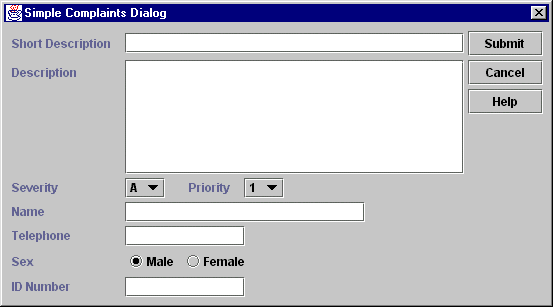 Simple Complaints Dialog
Short Description Submit
Description Cancel
Help
Severity A Priority 1
Name
Telephone
Sex Male Female
ID Number